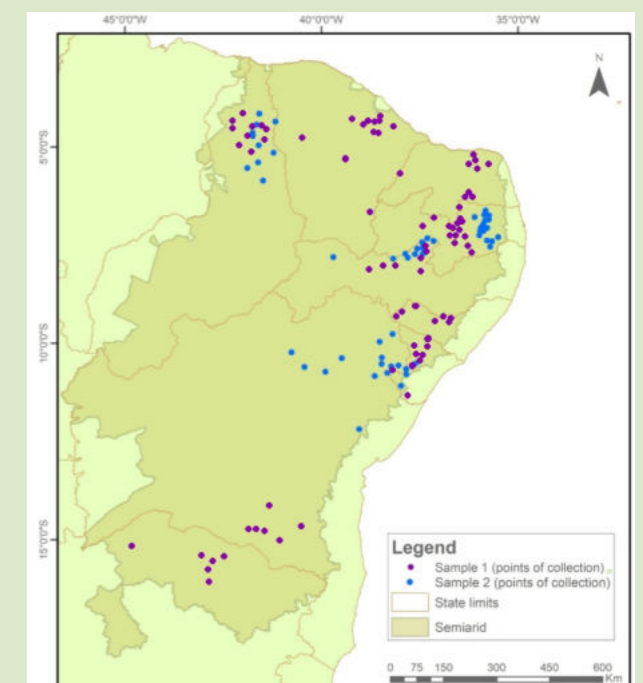 45°0'0"W 40°0'0"W 35°0'0"W
N
5°0'0"S
10°0'0"S
15°0'0"S
Legend
Sample 1 (points of collection)
Sample 2 (points of collection)
State limits
Semiarid
0 75 150 300 450 600
Km